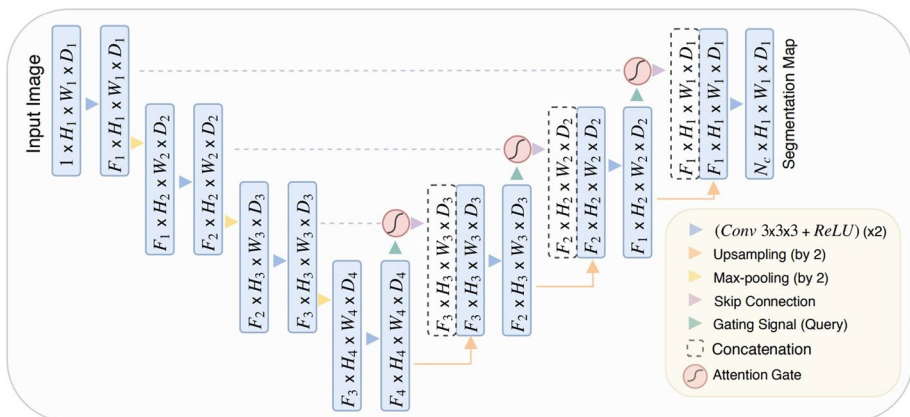 Input Image
1 x H₁ x W₁ x D₁
F₁ x H₁ x W₁ x D₁
F₁ x H₂ x W₂ x D₂
F₂ x H₂ x W₂ x D₂
F₂ x H₃ x W₃ x D₃
F₃ x H₃ x W₃ x D₃
F₃ x H₄ x W₄ x D₄
F₄ x H₄ x W₄ x D₄
F₃ x H₃ x W₃ x D₃
F₃ x H₃ x W₃ x D₃
F₂ x H₃ x W₃ x D₃
F₂ x H₂ x W₂ x D₂
F₂ x H₂ x W₂ x D₂
F₁ x H₂ x W₂ x D₂
F₁ x H₁ x W₁ x D₁
F₁ x H₁ x W₁ x D₁
N_c x H₁ x W₁ x D₁
Segmentation Map
(Conv 3x3x3 + ReLU) (x2)
Upsampling (by 2)
Max-pooling (by 2)
Skip Connection
Gating Signal (Query)
Concatenation
Attention Gate